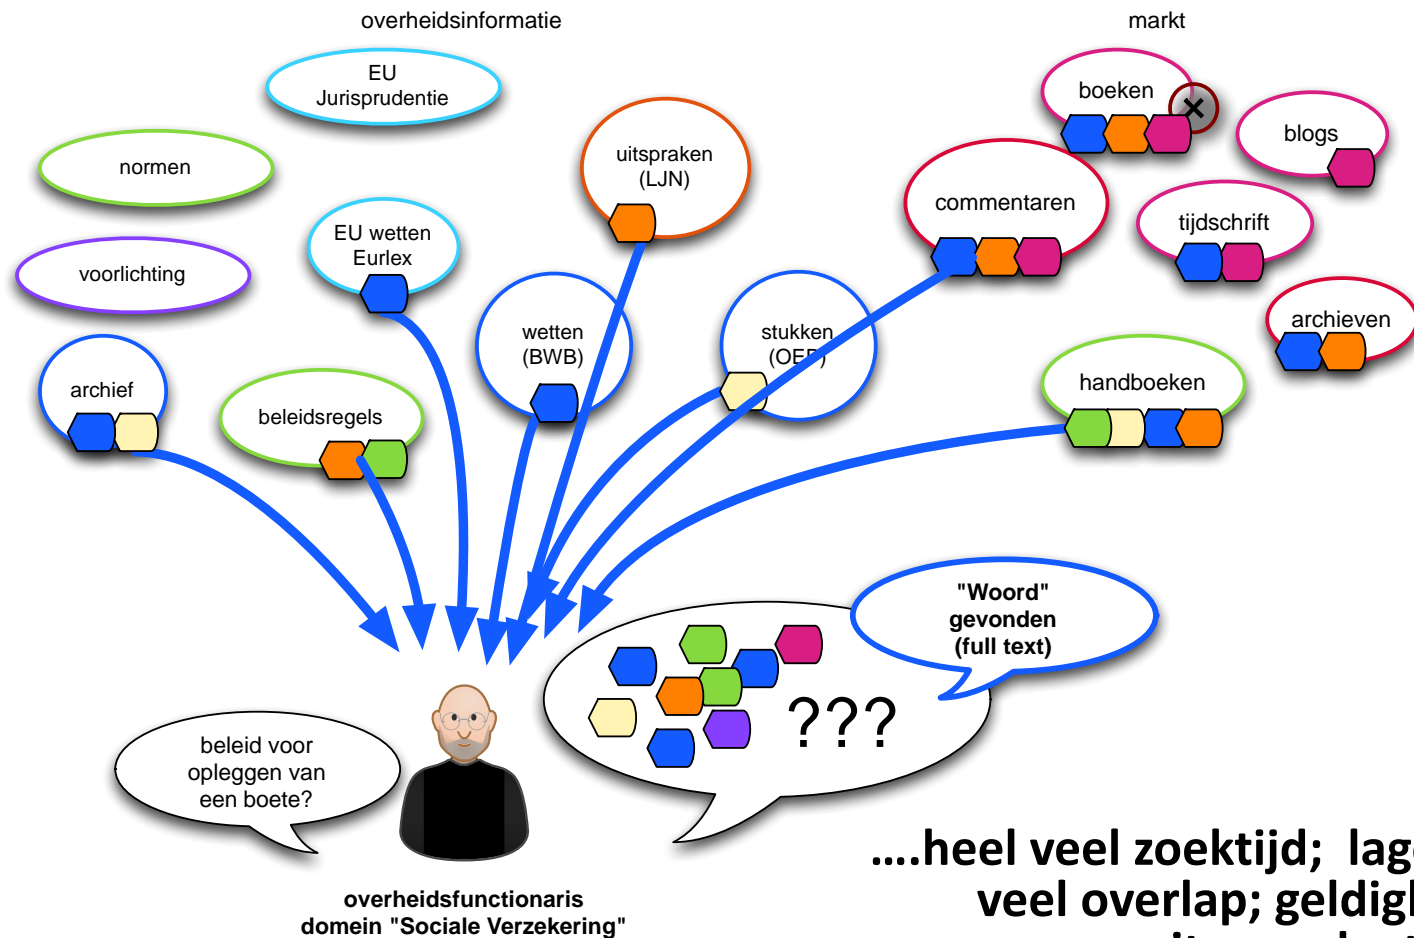 overheidsinformatie
markt
EU
Jurisprudentie
boeken
blogs
normen
uitspraken
(LJN)
commentaren
tijdschrift
EU wetten
Eurlex
voorlichting
wetten
(BWB)
stukken
archieven
archief
beleidsregels
handboeken
"Woord"
gevonden
(full text)
???
beleid voor
opleggen van
een boete?
....heel veel zoektijd;
veel overlap;
overheidsfunctionaris
domein "Sociale Verzekering"